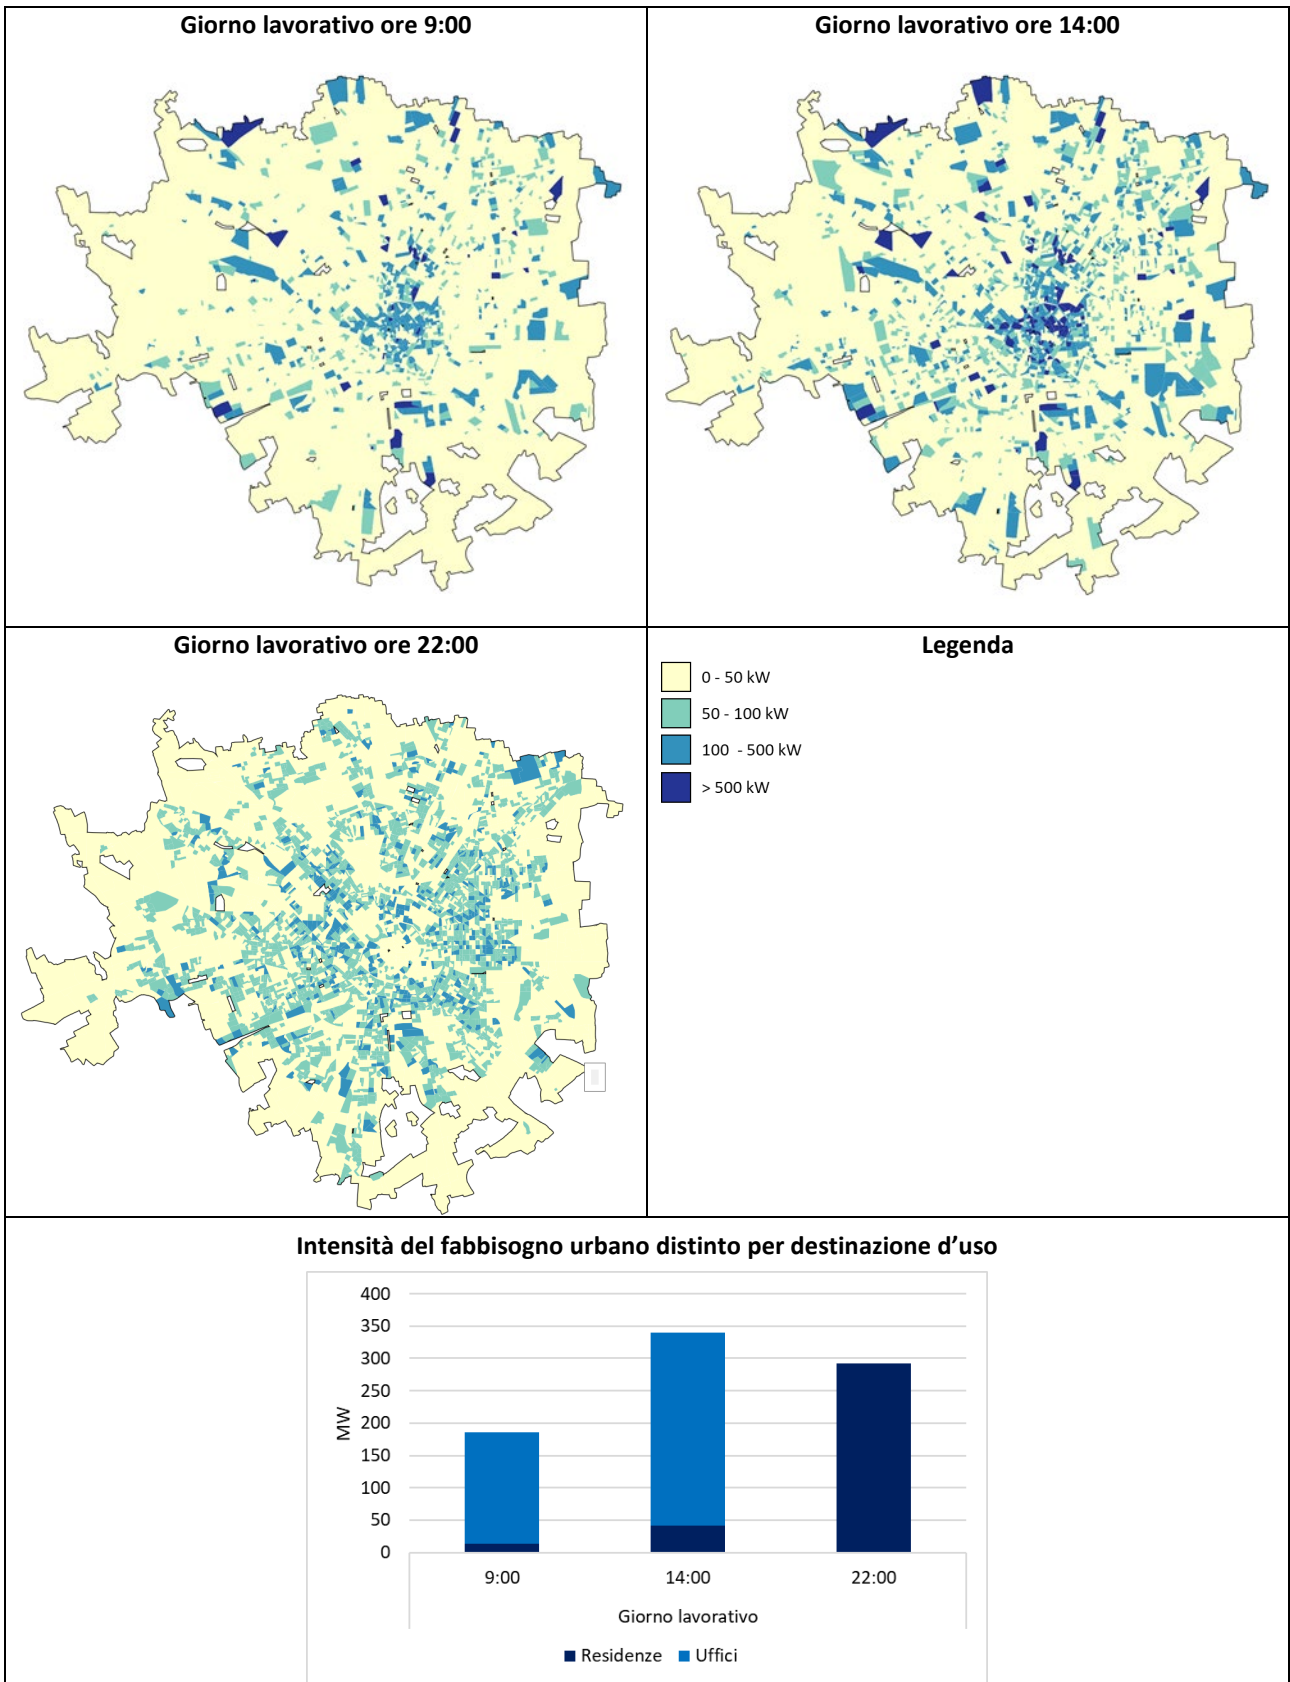 Giorno lavorativo ore 9:00
Giorno lavorativo ore 14:00
Giorno lavorativo ore 22:00
Legenda
0 - 50 kW
50 - 100 kW
100 - 500 kW
> 500 kW
Intensità del fabbisogno urbano distinto per destinazione d’uso
400
350
300
250
200
150
100
50
0
MW
9:00
14:00
22:00
Giorno lavorativo
Residenze
Uffici